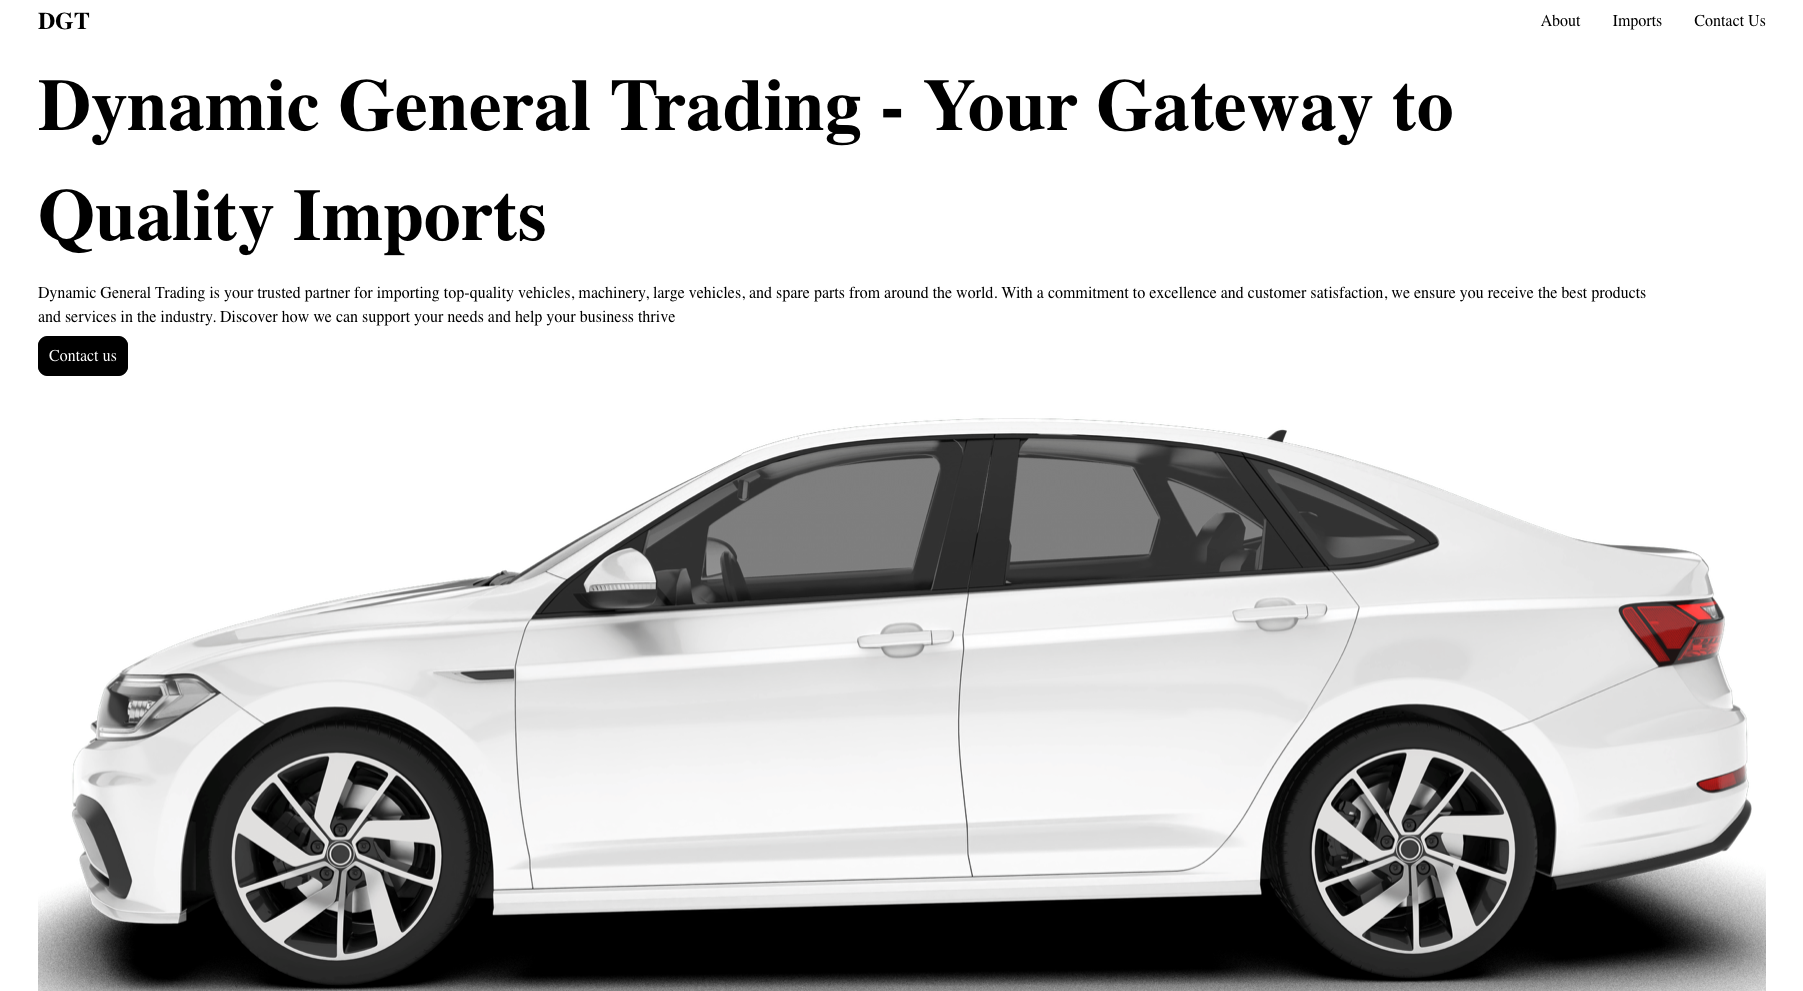 DGT
About Imports Contact Us
Dynamic General Trading - Your Gateway to
Quality Imports
Dynamic General Trading is your trusted partner for importing top-quality vehicles, machinery, large vehicles, and spare parts from around the world. With a commitment to excellence and customer satisfaction, we ensure you receive the best products
and services in the industry. Discover how we can support your needs and help your business thrive
Contact us